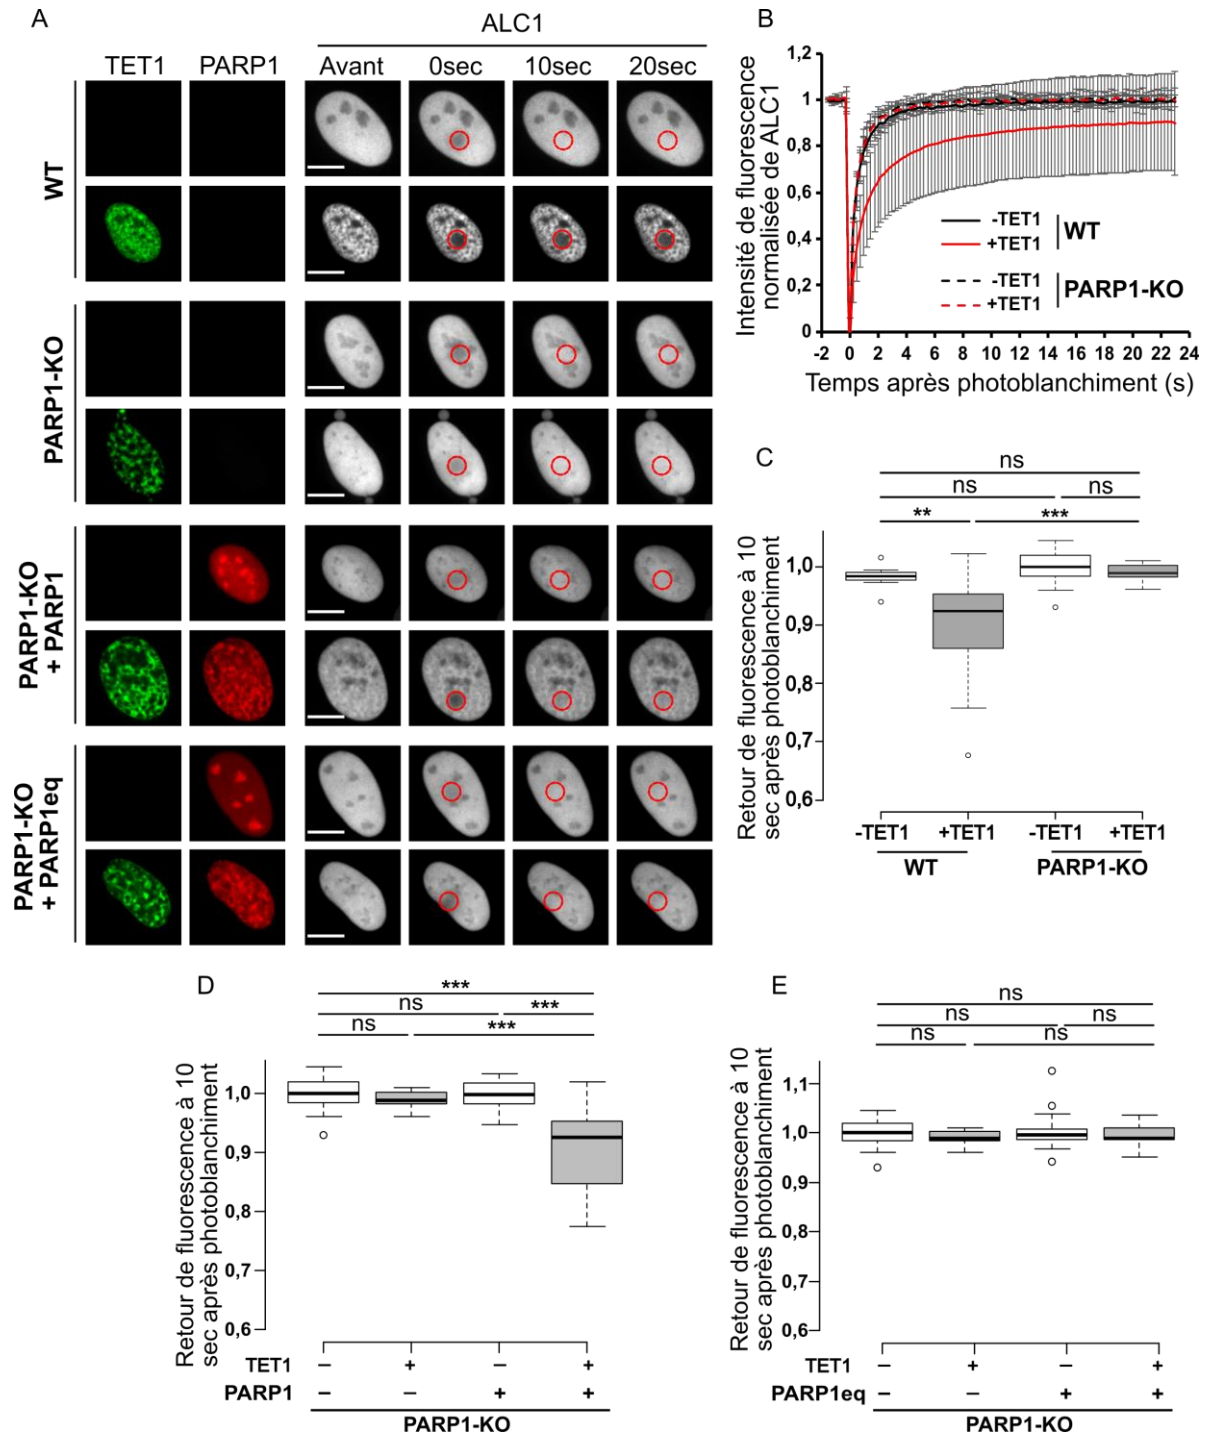 A
ALC1
TET1 PARP1 Avant 0sec 10sec 20sec
WT
PARP1-KO
PARP1-KO
+ PARP1
PARP1-KO
+ PARP1eq
B
Intensité de fluorescence
normalisée de ALC1
1,2
1
0,8
0,6
0,4
0,2
0
-TET1
+TET1
WT
-TET1
+TET1
PARP1-KO
-2 0 2 4 6 8 10 12 14 16 18 20 22 24
Temps après photoblanchiment (s)
C
ns
ns ns
** ***
Retour de fluorescence à 10
sec après photoblanchiment
1,0
0,9
0,8
0,7
0,6
-TET1 +TET1 -TET1 +TET1
WT PARP1-KO
D
***
ns ***
ns ***
Retour de fluorescence à 10
sec après photoblanchiment
1,0
0,9
0,8
0,7
0,6
TET1 – + – +
PARP1 – – + +
PARP1-KO
E
ns
ns ns
ns ns
Retour de fluorescence à 10
sec après photoblanchiment
1,1
1,0
0,9
0,8
0,7
0,6
TET1 – + – +
PARP1eq – – + +
PARP1-KO